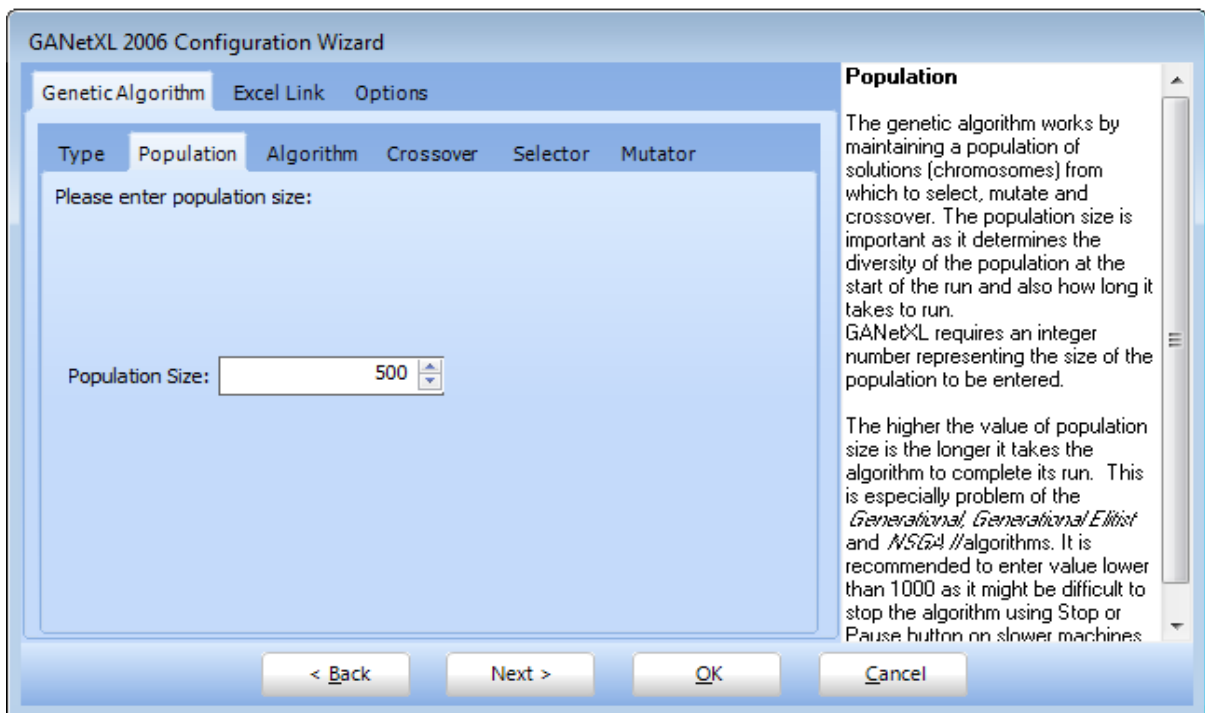 GANetXL 2006 Configuration Wizard
Genetic Algorithm Excel Link Options
Type Population Algorithm Crossover Selector Mutator
Please enter population size:
Population Size: 500
Population
The genetic algorithm works by
maintaining a population of
solutions (chromosomes) from
which to select, mutate and
crossover. The population size is
important as it determines the
diversity of the population at the
start of the run and also how long it
takes to run.
GANetXL requires an integer
number representing the size of the
population to be entered.
The higher the value of population
size is the longer it takes the
algorithm to complete its run. This
is especially problem of the
Generational, Generational Elitist
and NSGA II algorithms. It is
recommended to enter value lower
than 1000 as it might be difficult to
stop the algorithm using Stop or
Pause button on slower machines
< Back Next > OK Cancel